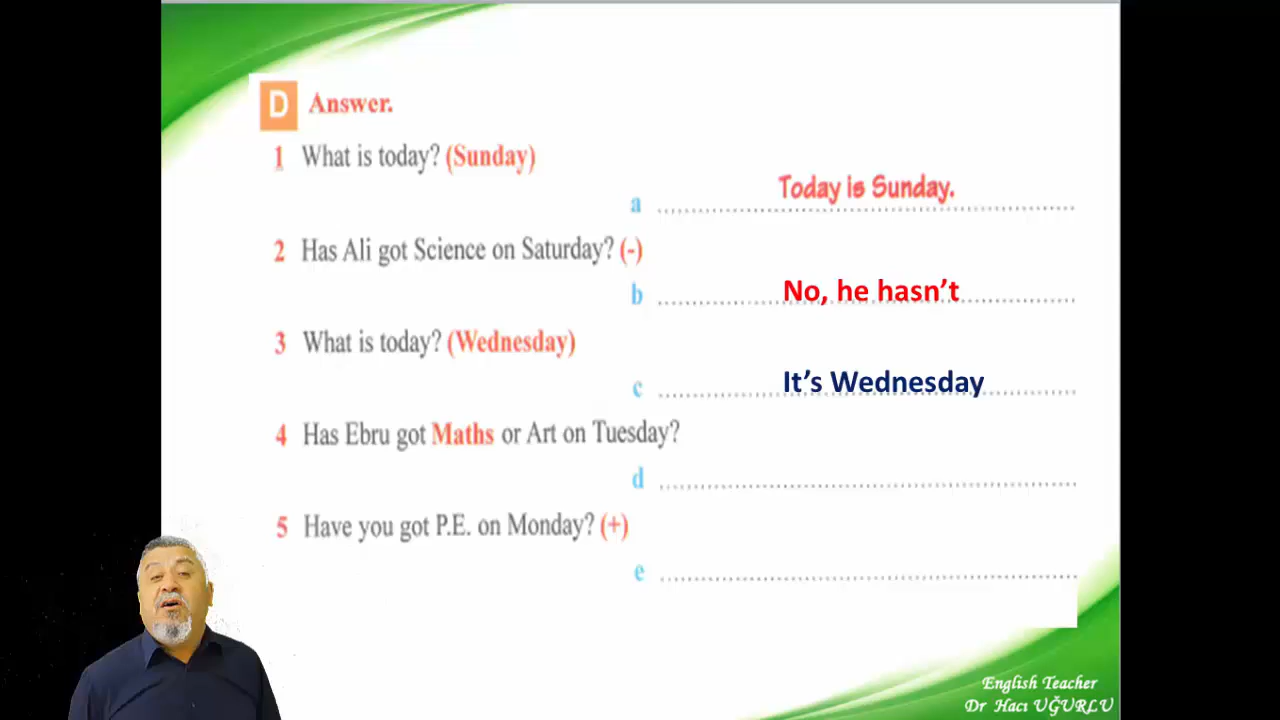 D Answer.
1 What is today? (Sunday)
a Today is Sunday.
2 Has Ali got Science on Saturday? (-)
b No, he hasn't
3 What is today? (Wednesday)
c It's Wednesday
4 Has Ebru got Maths or Art on Tuesday?
d
5 Have you got P.E. on Monday? (+)
e
English Teacher
Dr Hacı UĞURLU